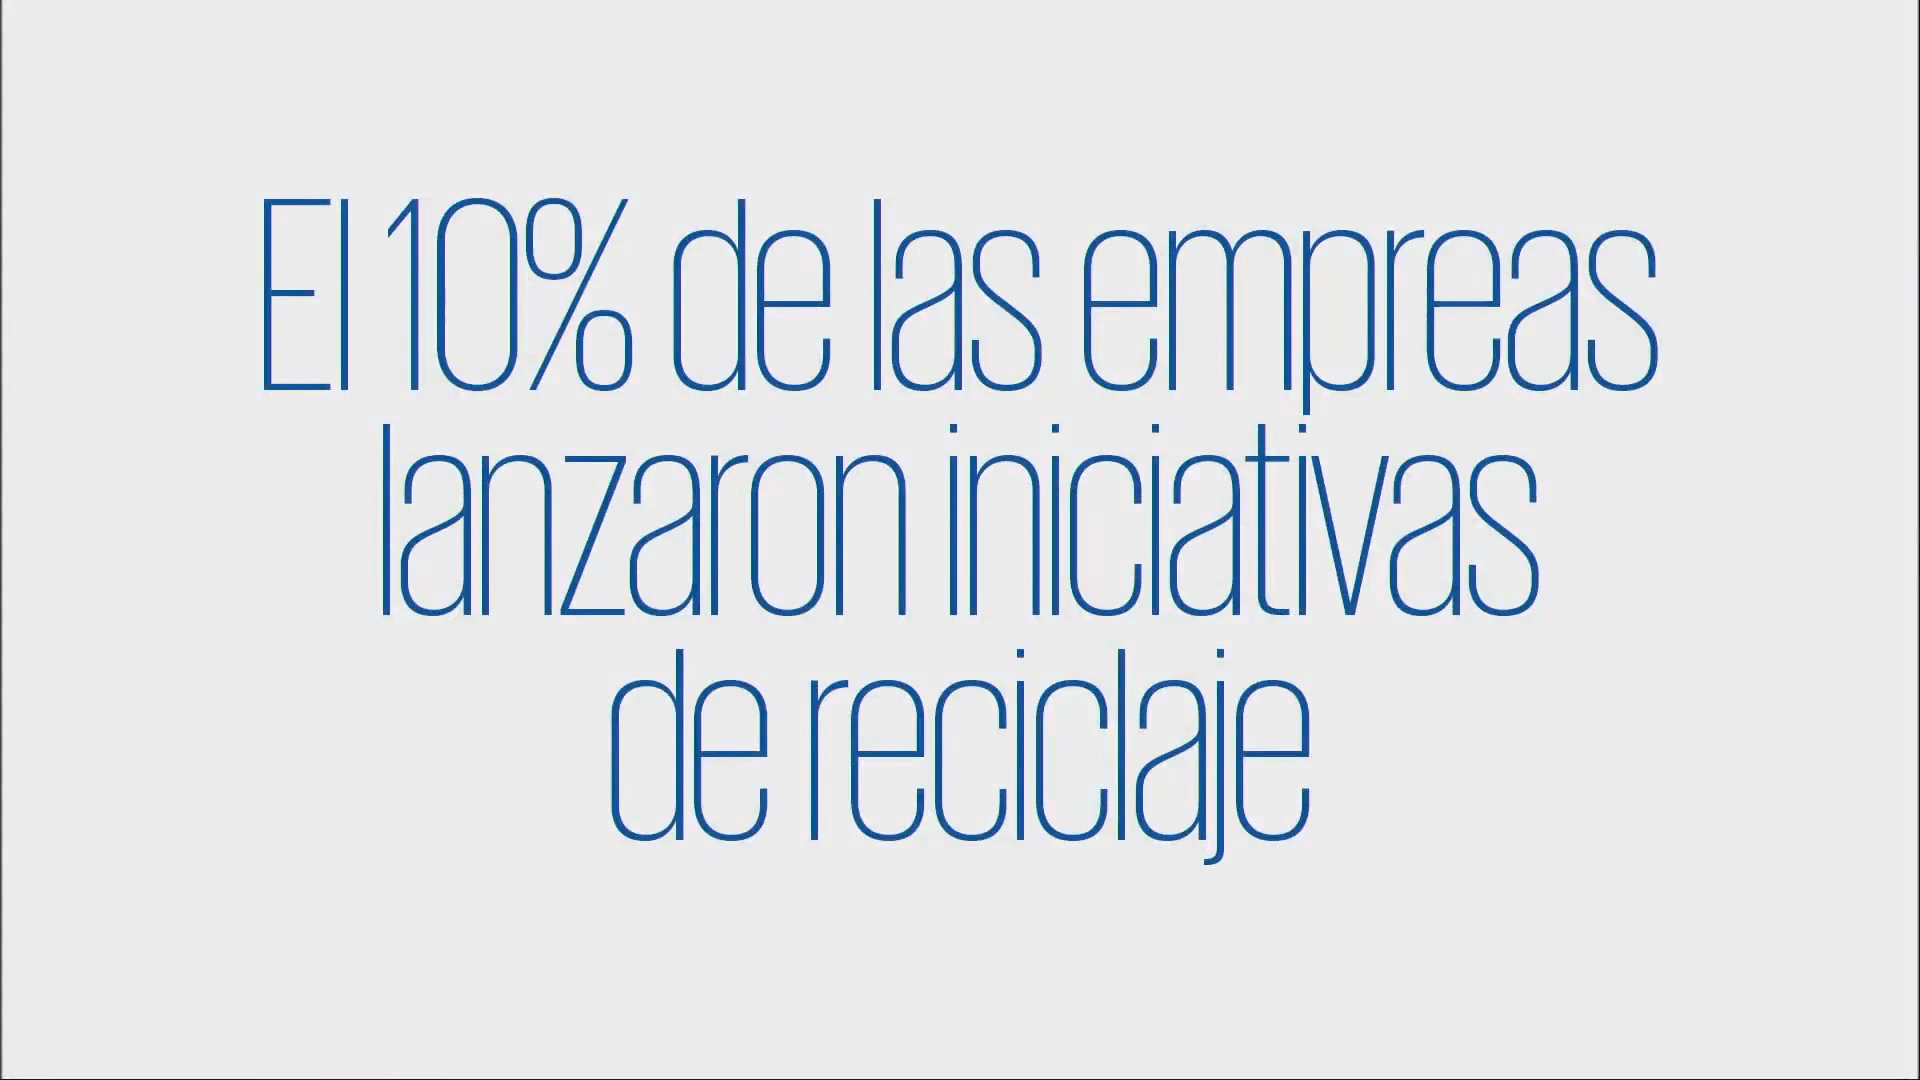 El 10% de las empreas
lanzaron iniciativas
de reciclaje